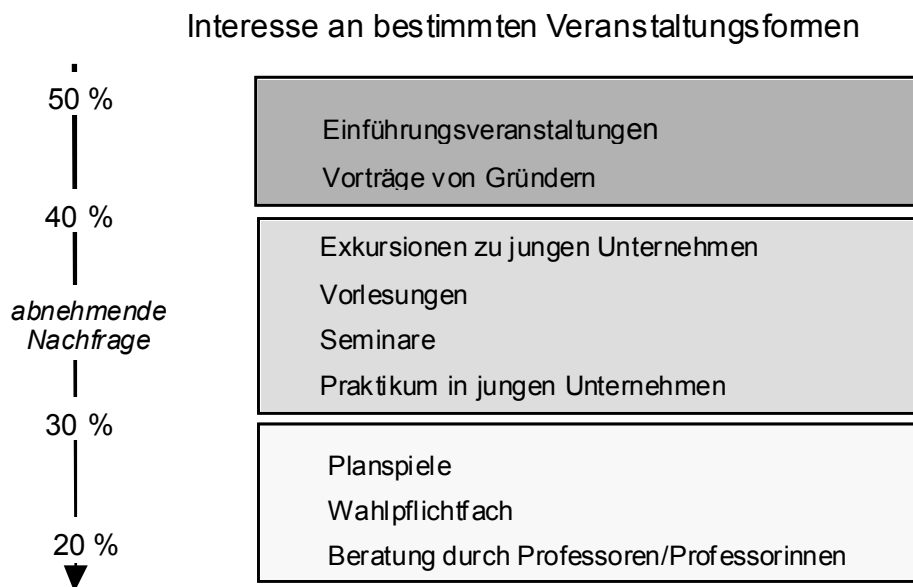 Interesse an bestimmten Veranstaltungsformen
50 %
Einführungsveranstaltungen
Vorträge von Gründern
40 %
Exkursionen zu jungen Unternehmen
Vorlesungen
abnehmende
Nachfrage
Seminare
Praktikum in jungen Unternehmen
30 %
Planspiele
Wahlpflichtfach
20 %
Beratung durch Professoren/Professorinnen